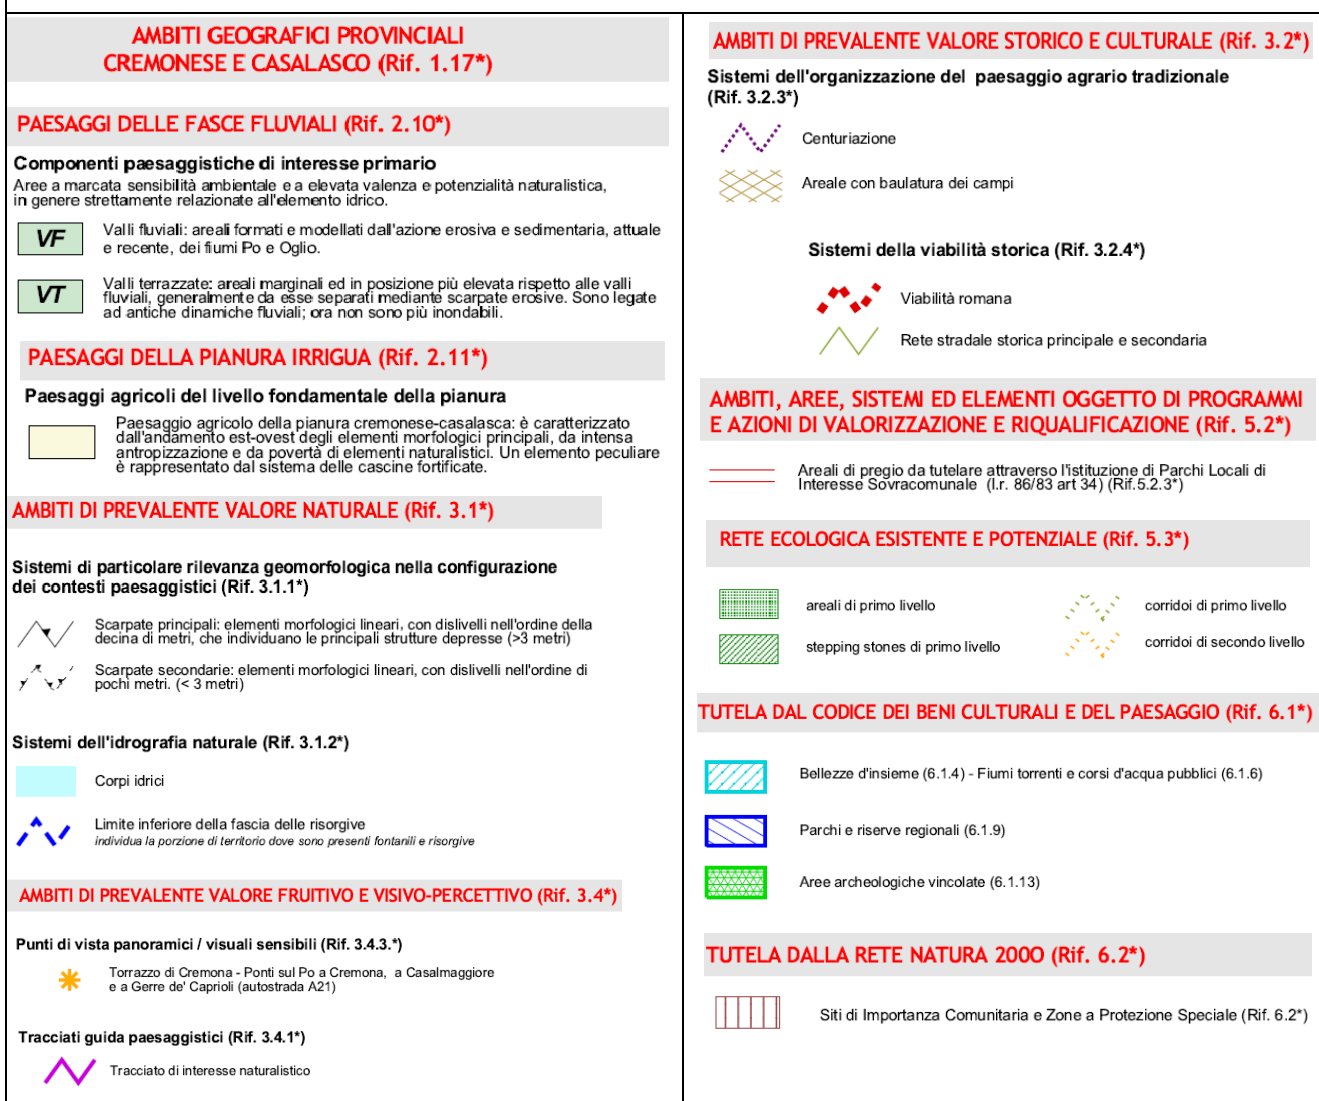 AMBITI GEOGRAFICI PROVINCIALI
CREMONESE E CASALASCO (Rif. 1.17*)
PAESAGGI DELLE FASCE FLUVIALI (Rif. 2.10*)
Componenti paesaggistiche di interesse primario
Aree a marcata sensibilità ambientale e a elevata valenza e potenzialità naturalistica,
in genere strettamente relazionate all'elemento idrico.
VF
Valli fluviali: areali formati e modellati dall'azione erosiva e sedimentaria, attuale
e recente, dei fiumi Po e Oglio.
VT
Valli terrazzate: areali marginali ed in posizione più elevata rispetto alle valli
fluviali, generalmente da esse separati mediante scarpate erosive. Sono legate
ad antiche dinamiche fluviali; ora non sono più inondabili.
PAESAGGI DELLA PIANURA IRRIGUA (Rif. 2.11*)
Paesaggi agricoli del livello fondamentale della pianura
Paesaggio agricolo della pianura cremonese-casalasca: è caratterizzato
dall'andamento est-ovest degli elementi morfologici principali, da intensa
antropizzazione e da povertà di elementi naturalistici. Un elemento peculiare
è rappresentato dal sistema delle cascine fortificate.
AMBITI DI PREVALENTE VALORE NATURALE (Rif. 3.1*)
Sistemi di particolare rilevanza geomorfologica nella configurazione
dei contesti paesaggistici (Rif. 3.1.1*)
Scarpate principali: elementi morfologici lineari, con dislivelli nell'ordine della
decina di metri, che individuano le principali strutture depresse (>3 metri)
Scarpate secondarie: elementi morfologici lineari, con dislivelli nell'ordine di
pochi metri. (< 3 metri)
Sistemi dell'idrografia naturale (Rif. 3.1.2*)
Corpi idrici
Limite inferiore della fascia delle risorgive
individua la porzione di territorio dove sono presenti fontanili e risorgive
AMBITI DI PREVALENTE VALORE FRUITIVO E VISIVO-PERCETTIVO (Rif. 3.4*)
Punti di vista panoramici / visuali sensibili (Rif. 3.4.3.*)
Torrazzo di Cremona - Ponti sul Po a Cremona, a Casalmaggiore
e a Gerre de' Caprioli (autostrada A21)
Tracciati guida paesaggistici (Rif. 3.4.1*)
Tracciato di interesse naturalistico
AMBITI DI PREVALENTE VALORE STORICO E CULTURALE (Rif. 3.2*)
Sistemi dell'organizzazione del paesaggio agrario tradizionale
(Rif. 3.2.3*)
Centuriazione
Areale con baulatura dei campi
Sistemi della viabilità storica (Rif. 3.2.4*)
Viabilità romana
Rete stradale storica principale e secondaria
AMBITI, AREE, SISTEMI ED ELEMENTI OGGETTO DI PROGRAMMI
E AZIONI DI VALORIZZAZIONE E RIQUALIFICAZIONE (Rif. 5.2*)
Areali di pregio da tutelare attraverso l'istituzione di Parchi Locali di
Interesse Sovracomunale (l.r. 86/83 art 34) (Rif.5.2.3*)
RETE ECOLOGICA ESISTENTE E POTENZIALE (Rif. 5.3*)
areali di primo livello
corridoi di primo livello
stepping stones di primo livello
corridoi di secondo livello
TUTELA DAL CODICE DEI BENI CULTURALI E DEL PAESAGGIO (Rif. 6.1*)
Bellezze d'insieme (6.1.4) - Fiumi torrenti e corsi d'acqua pubblici (6.1.6)
Parchi e riserve regionali (6.1.9)
Aree archeologiche vincolate (6.1.13)
TUTELA DALLA RETE NATURA 2000 (Rif. 6.2*)
Siti di Importanza Comunitaria e Zone a Protezione Speciale (Rif. 6.2*)